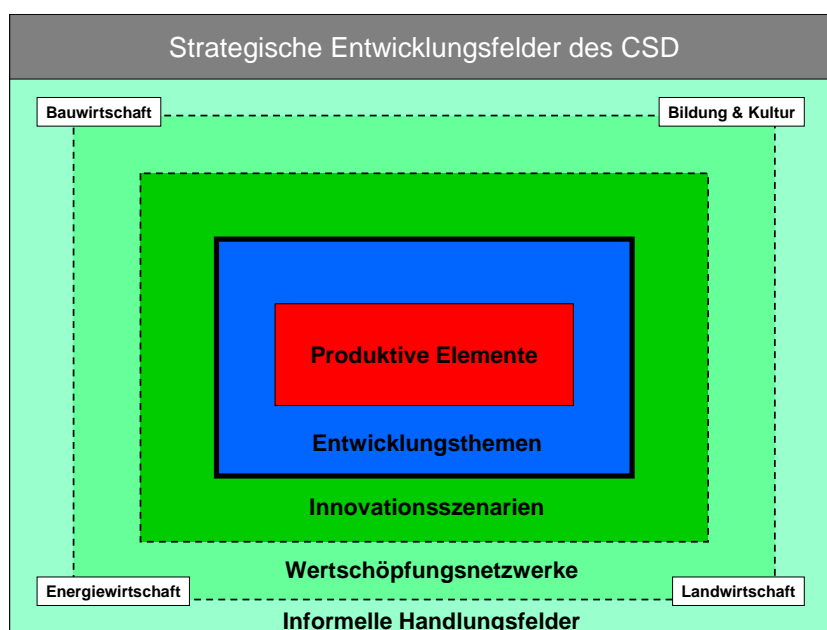 Strategische Entwicklungsfelder des CSD
Bauwirtschaft
Bildung & Kultur
Produktive Elemente
Entwicklungsthemen
Innovationsszenarien
Wertschöpfungsnetzwerke
Energiewirtschaft
Landwirtschaft
Informelle Handlungsfelder